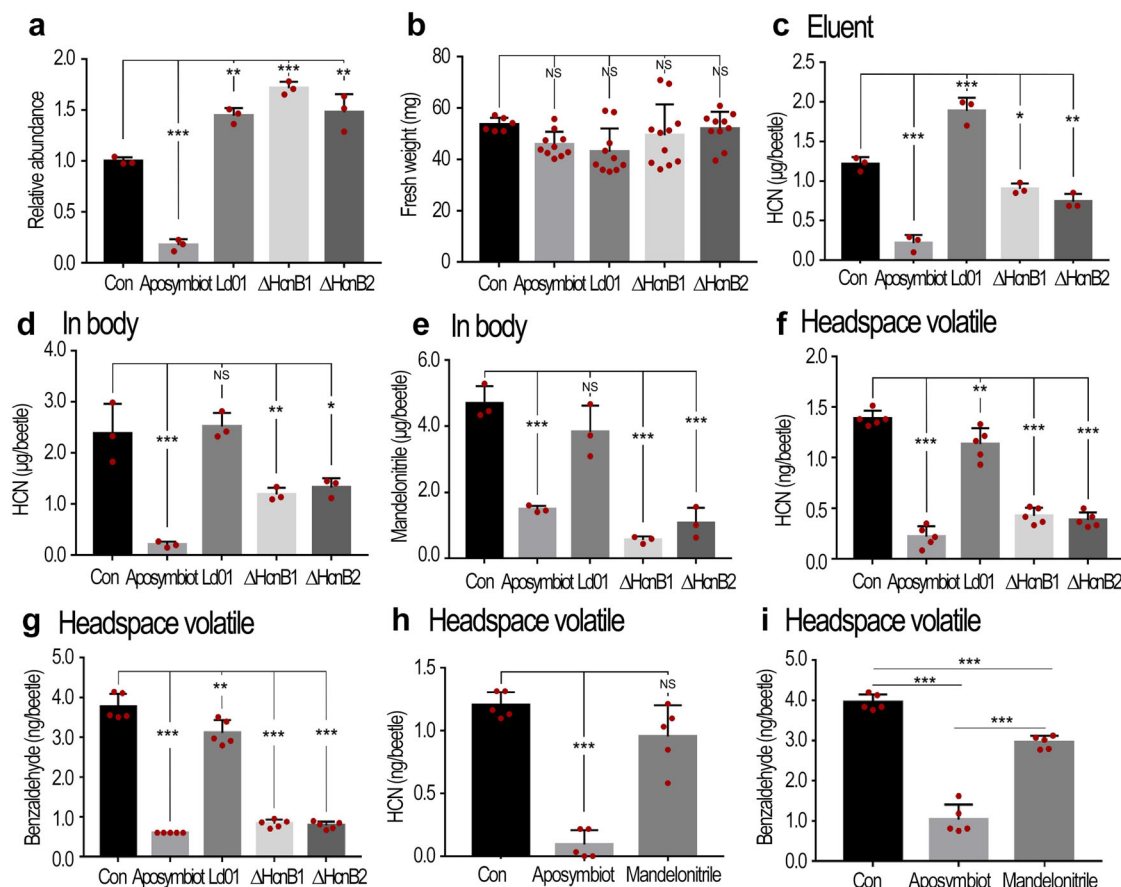 a
Relative abundance
2.0
1.5
1.0
0.5
0.0
***
**
***
**
Con Aposymbiot Ld01 ΔHcnB1 ΔHcnB2
b
Fresh weight (mg)
80
60
40
20
0
NS
NS
NS
NS
Con Aposymbiot Ld01 ΔHcnB1 ΔHcnB2
c Eluent
HCN (μg/beetle)
2.5
2.0
1.5
1.0
0.5
0.0
***
***
*
**
Con Aposymbiot Ld01 ΔHcnB1 ΔHcnB2
d In body
HCN (μg/beetle)
4.0
3.0
2.0
1.0
0.0
***
NS
**
*
Con Aposymbiot Ld01 ΔHcnB1 ΔHcnB2
e In body
Mandelonitrile (μg/beetle)
6.0
4.0
2.0
0.0
***
NS
***
***
Con Aposymbiot Ld01 ΔHcnB1 ΔHcnB2
f Headspace volatile
HCN (ng/beetle)
2.0
1.5
1.0
0.5
0.0
***
**
***
***
Con Aposymbiot Ld01 ΔHcnB1 ΔHcnB2
g Headspace volatile
Benzaldehyde (ng/beetle)
5.0
4.0
3.0
2.0
1.0
0.0
***
**
***
***
Con Aposymbiot Ld01 ΔHcnB1 ΔHcnB2
h Headspace volatile
HCN (ng/beetle)
1.5
1.0
0.5
0.0
***
NS
Con Aposymbiot Mandelonitrile
i Headspace volatile
Benzaldehyde (ng/beetle)
5.0
4.0
3.0
2.0
1.0
0.0
***
***
***
Con Aposymbiot Mandelonitrile